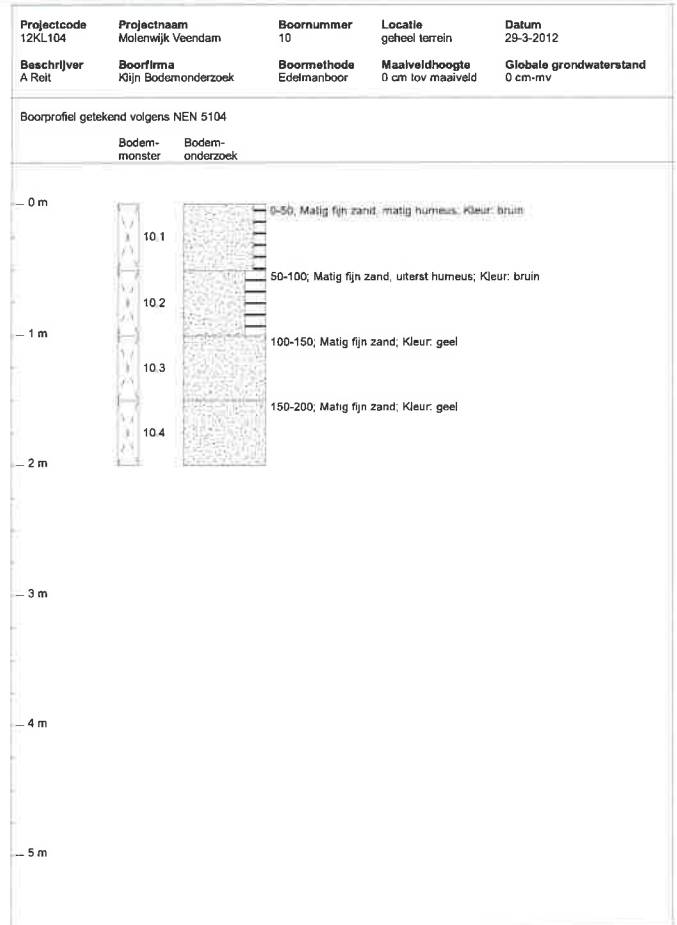 Projectcode Projectnaam Boornummer Locatie Datum
12KL104 Molenwijk Veendam 10 geheel terrein 29-3-2012
Beschrijver Boorfirma Boormethode Maaiveldhoogte Globale grondwaterstand
A Reit Klijn Bodemonderzoek Edelmanboor 0 cm tov maaiveld 0 cm-mv
Boorprofiel getekend volgens NEN 5104
Bodem- Bodem-
monster onderzoek
0 m
0-50; Matig fijn zand, matig humeus; Kleur: bruin
10.1
50-100; Matig fijn zand, uiterst humeus; Kleur: bruin
10.2
1 m
100-150; Matig fijn zand; Kleur: geel
10.3
150-200; Matig fijn zand; Kleur: geel
10.4
2 m
3 m
4 m
5 m